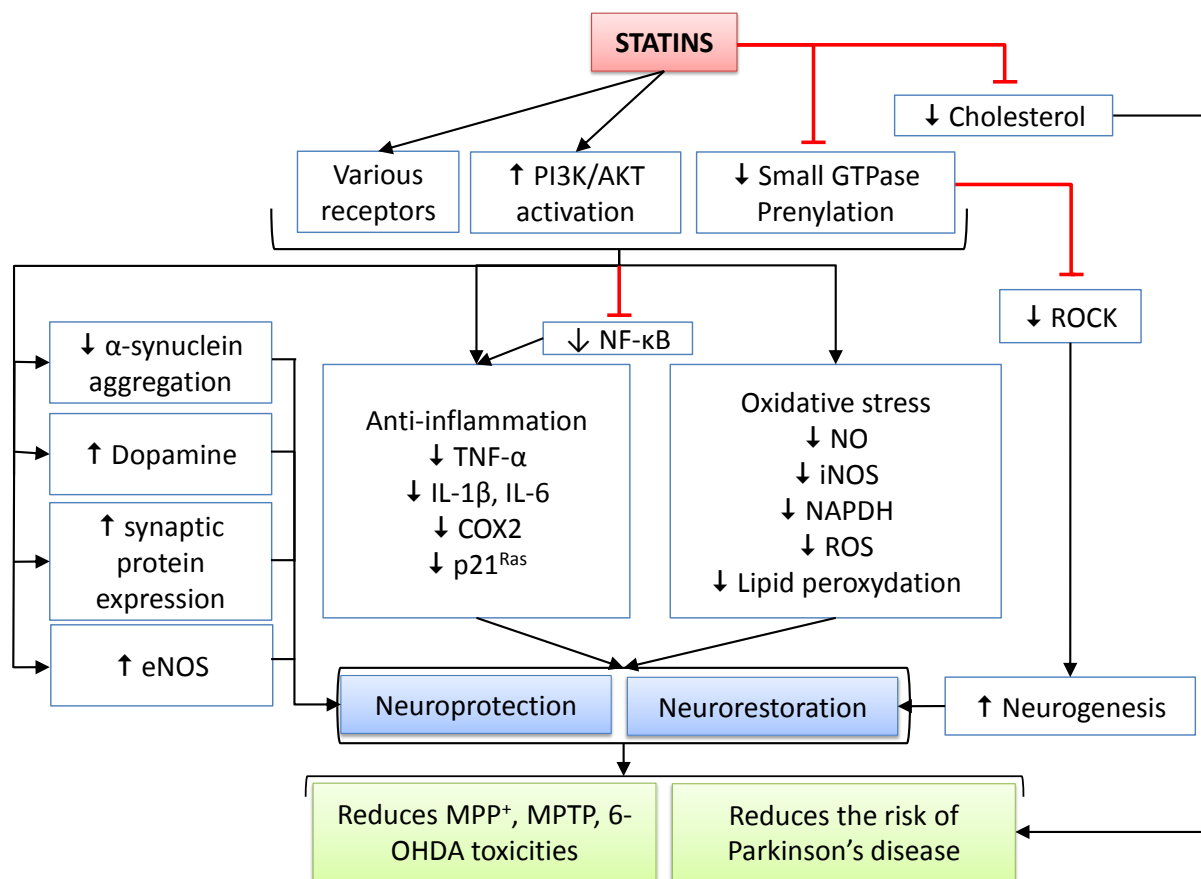 STATINS
↓ Cholesterol
Various
receptors
↑ PI3K/AKT
activation
↓ Small GTPase
Prenylation
↓ ROCK
↓ NF-κB
↓ α-synuclein
aggregation
↑ Dopamine
↑ synaptic
protein
expression
↑ eNOS
Anti-inflammation
↓ TNF-α
↓ IL-1β, IL-6
↓ COX2
↓ p21Ras
Oxidative stress
↓ NO
↓ iNOS
↓ NAPDH
↓ ROS
↓ Lipid peroxydation
Neuroprotection
Neurorestoration
↑ Neurogenesis
Reduces MPP⁺, MPTP, 6-
OHDA toxicities
Reduces the risk of
Parkinson’s disease